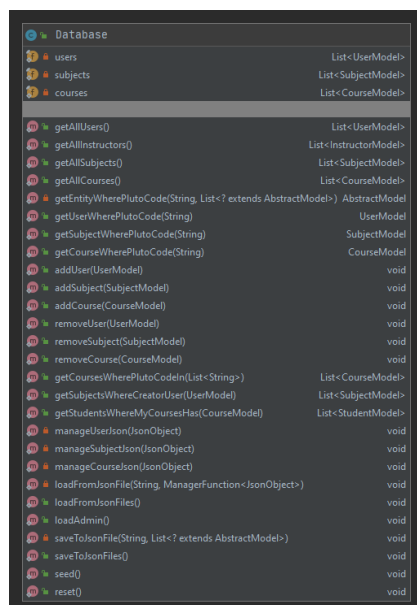 Database
users List<UserModel>
subjects List<SubjectModel>
courses List<CourseModel>
getAllUsers() List<UserModel>
getAllInstructors() List<InstructorModel>
getAllSubjects() List<SubjectModel>
getAllCourses() List<CourseModel>
getEntityWherePlutoCode(String, List<? extends AbstractModel>) AbstractModel
getUserWherePlutoCode(String) UserModel
getSubjectWherePlutoCode(String) SubjectModel
getCourseWherePlutoCode(String) CourseModel
addUser(UserModel) void
addSubject(SubjectModel) void
addCourse(CourseModel) void
removeUser(UserModel) void
removeSubject(SubjectModel) void
removeCourse(CourseModel) void
getCoursesWherePlutoCodeIn(List<String>) List<CourseModel>
getSubjectsWhereCreatorUser(UserModel) List<SubjectModel>
getStudentsWhereMyCoursesHas(CourseModel) List<StudentModel>
manageUserJson(JsonObject) void
manageSubjectJson(JsonObject) void
manageCourseJson(JsonObject) void
loadFromJsonFile(String, ManagerFunction<JsonObject>) void
loadFromJsonFiles() void
loadAdmin() void
saveToJsonFile(String, List<? extends AbstractModel>) void
saveToJsonFiles() void
seed() void
reset() void